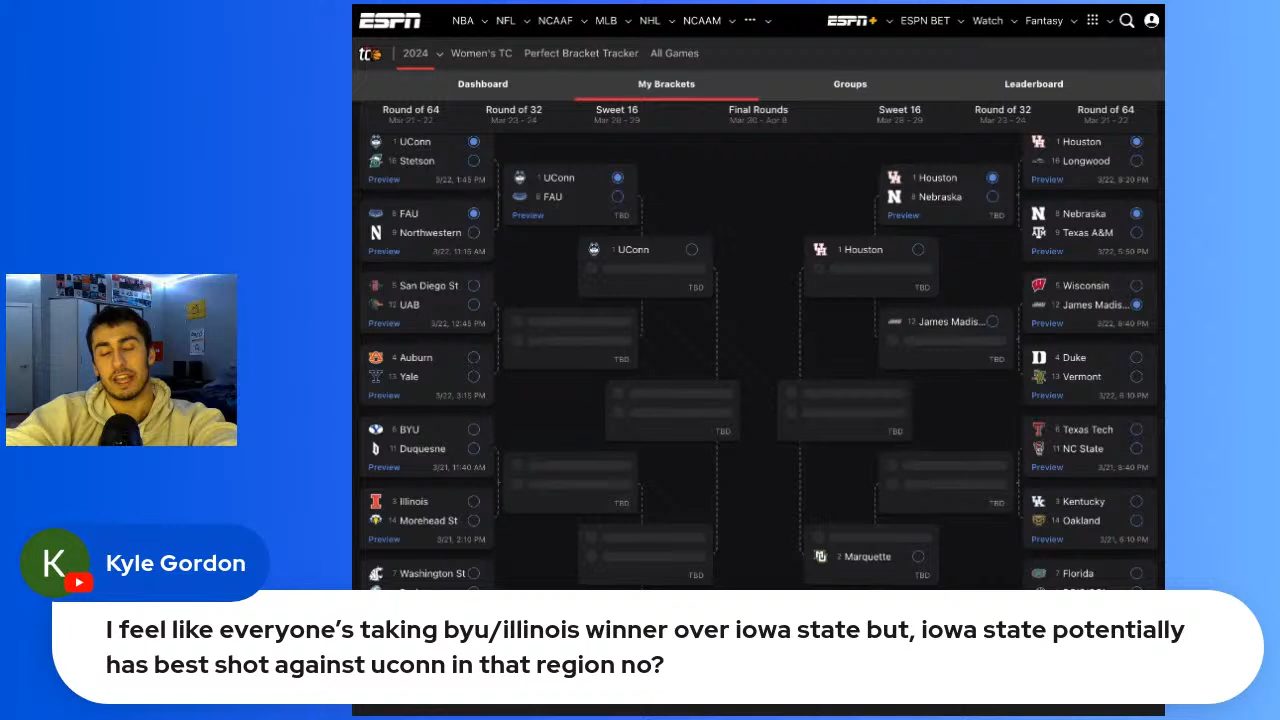 ESPN NBA NFL NCAAF MLB NHL NCAAM ••• ESPN+ ESPN BET Watch Fantasy
tc 2024 Women's TC Perfect Bracket Tracker All Games
Dashboard My Brackets Groups Leaderboard
Round of 64 Round of 32 Sweet 16 Final Rounds Sweet 16 Round of 32 Round of 64
Mar 21 - 22 Mar 23 - 24 Mar 28 - 29 Mar 30 - Apr 8 Mar 28 - 29 Mar 23 - 24 Mar 21 - 22
1 UConn
16 Stetson
Preview 3/22, 1:45 PM
8 FAU
9 Northwestern
Preview 3/22, 11:15 AM
5 San Diego St
12 UAB
Preview 3/22, 12:45 PM
4 Auburn
13 Yale
Preview 3/22, 3:15 PM
6 BYU
11 Duquesne
Preview 3/21, 11:40 AM
3 Illinois
14 Morehead St
Preview 3/21, 2:10 PM
7 Washington St
1 UConn
8 FAU
Preview TBD
TBD
TBD
TBD
1 UConn
TBD
TBD
TBD
1 Houston
TBD
TBD
2 Marquette
TBD
1 Houston
8 Nebraska
Preview TBD
12 James Madis...
TBD
TBD
1 Houston
16 Longwood
Preview 3/22, 8:20 PM
8 Nebraska
9 Texas A&M
Preview 3/22, 5:50 PM
5 Wisconsin
12 James Madis...
Preview 3/22, 8:40 PM
4 Duke
13 Vermont
Preview 3/22, 6:10 PM
6 Texas Tech
11 NC State
Preview 3/21, 8:40 PM
3 Kentucky
14 Oakland
Preview 3/21, 6:10 PM
7 Florida
K Kyle Gordon
I feel like everyone's taking byu/illinois winner over iowa state but, iowa state potentially
has best shot against uconn in that region no?